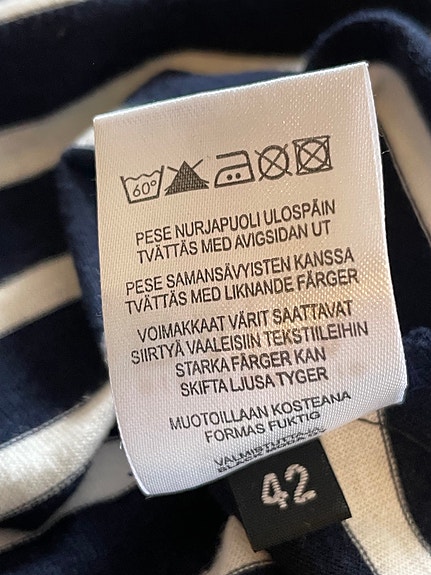 60°
PESE NURJAPUOLI ULOSPÄIN
TVÄTTÄS MED AVIGSIDAN UT
PESE SAMANSÄVYISTEN KANSSA
TVÄTTÄS MED LIKNANDE FÄRGER
VOIMAKKAAT VÄRIT SAATTAVAT
SIIRTYÄ VAALEISIIN TEKSTIILEIHIN
STARKA FÄRGER KAN
SKIFTA LJUSA TYGER
MUOTOILLAAN KOSTEANA
FORMAS FUKTIG
42